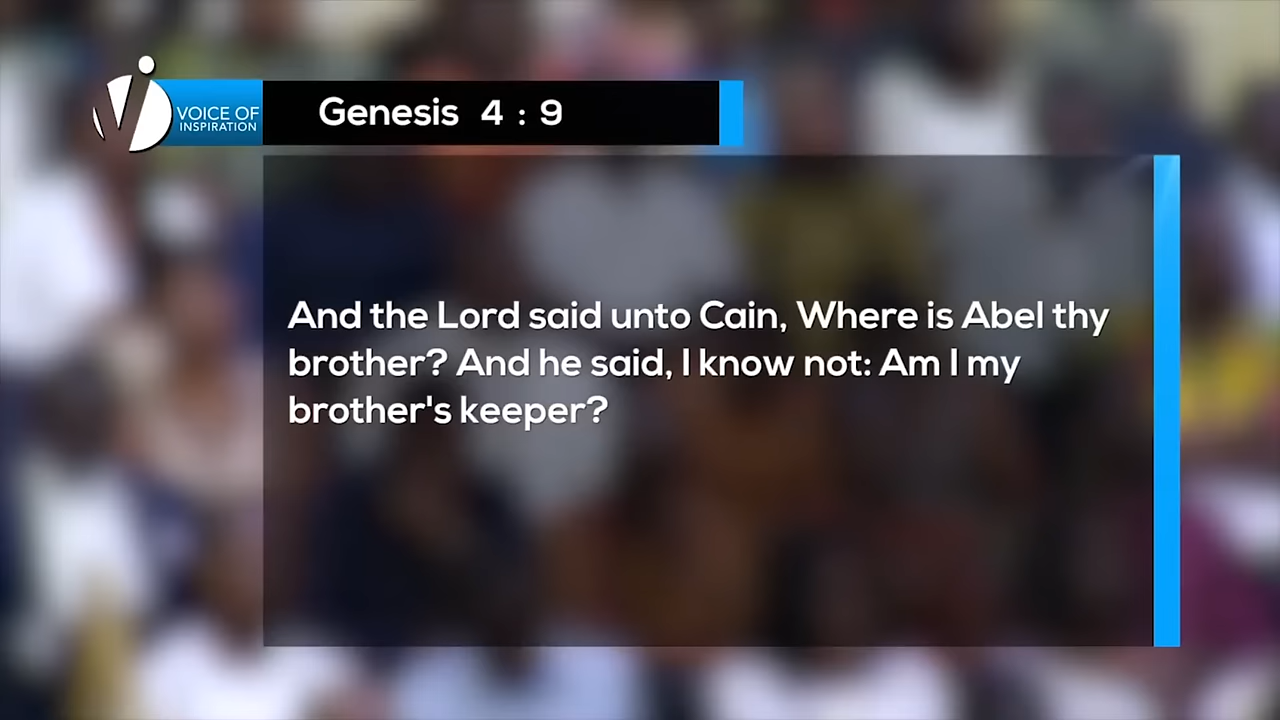 VOICE OF
INSPIRATION
Genesis 4 : 9
And the Lord said unto Cain, Where is Abel thy
brother? And he said, I know not: Am I my
brother's keeper?